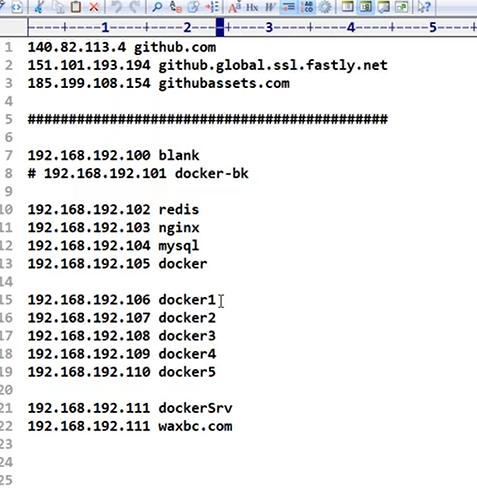 1 2 3 4 5
1 140.82.113.4 github.com
2 151.101.193.194 github.global.ssl.fastly.net
3 185.199.108.154 githubassets.com
4
5 ############################################
6
7 192.168.192.100 blank
8 # 192.168.192.101 docker-bk
9
10 192.168.192.102 redis
11 192.168.192.103 nginx
12 192.168.192.104 mysql
13 192.168.192.105 docker
14
15 192.168.192.106 docker1
16 192.168.192.107 docker2
17 192.168.192.108 docker3
18 192.168.192.109 docker4
19 192.168.192.110 docker5
20
21 192.168.192.111 dockerSrv
22 192.168.192.111 waxbc.com
23
24
25